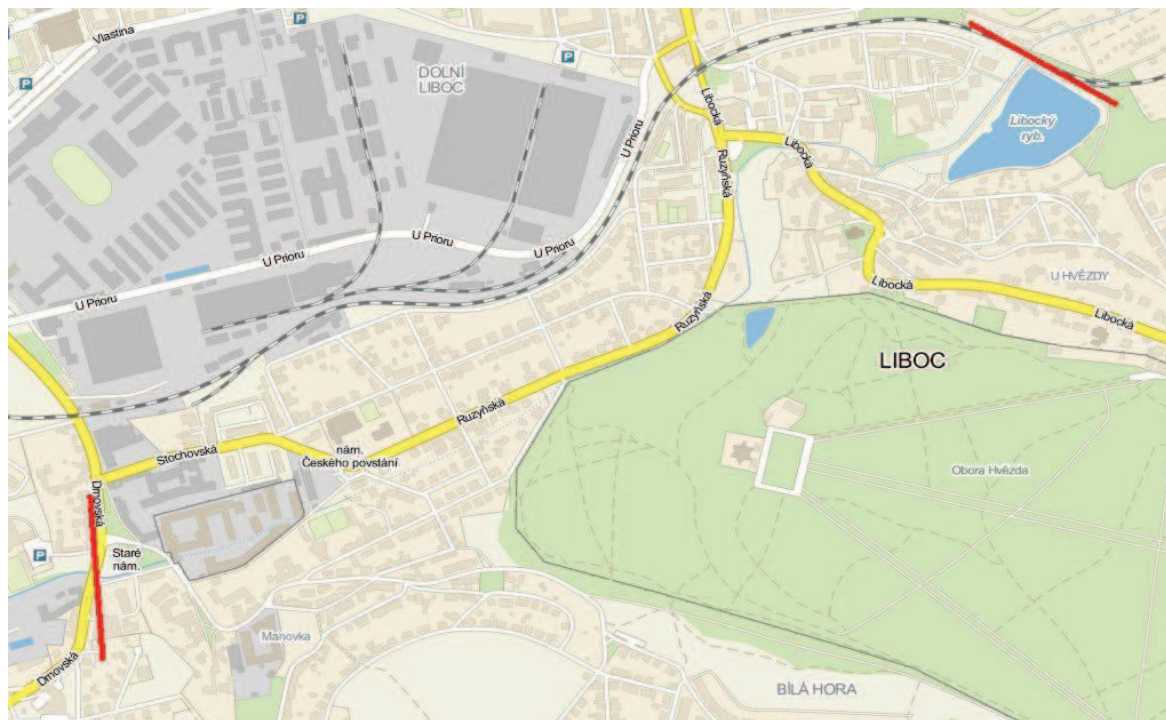 P
Vlastina
P
P
DOLNÍ
LIBOC
Libocká
Libocký
ryb.
U Prioru
Ruzyňská
Libocká
U Prioru
U Prioru
U Prioru
U Prioru
U HVĚZDY
Libocká
Libocká
Ruzyňská
LIBOC
Ruzyňská
Stochovská
nám.
Českého povstání
Obora Hvězda
Drnovská
P
Staré
nám.
Manovka
Drnovská
BÍLÁ HORA